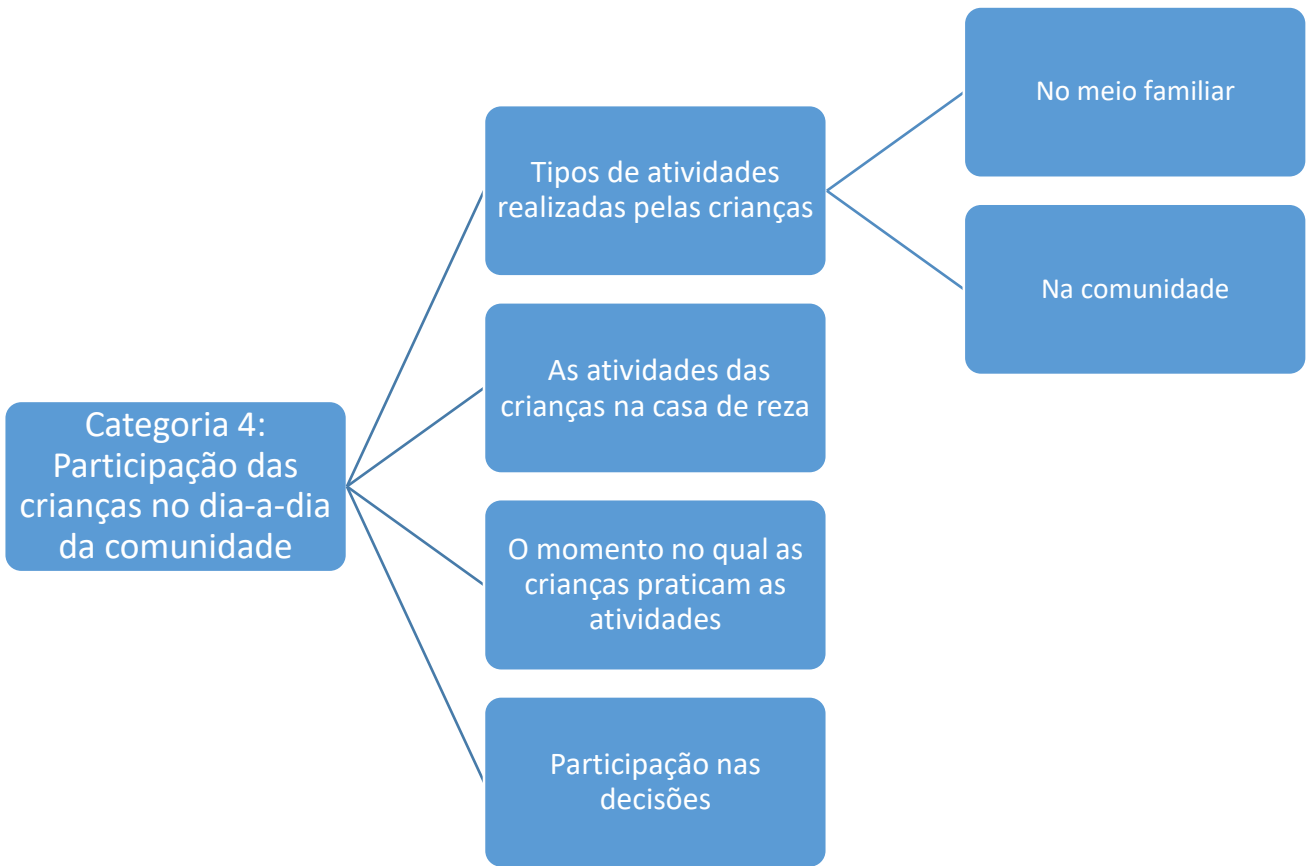 Categoria 4:
Participação das
crianças no dia-a-dia
da comunidade
Tipos de atividades
realizadas pelas crianças
No meio familiar
Na comunidade
As atividades das
crianças na casa de reza
O momento no qual as
crianças praticam as
atividades
Participação nas
decisões